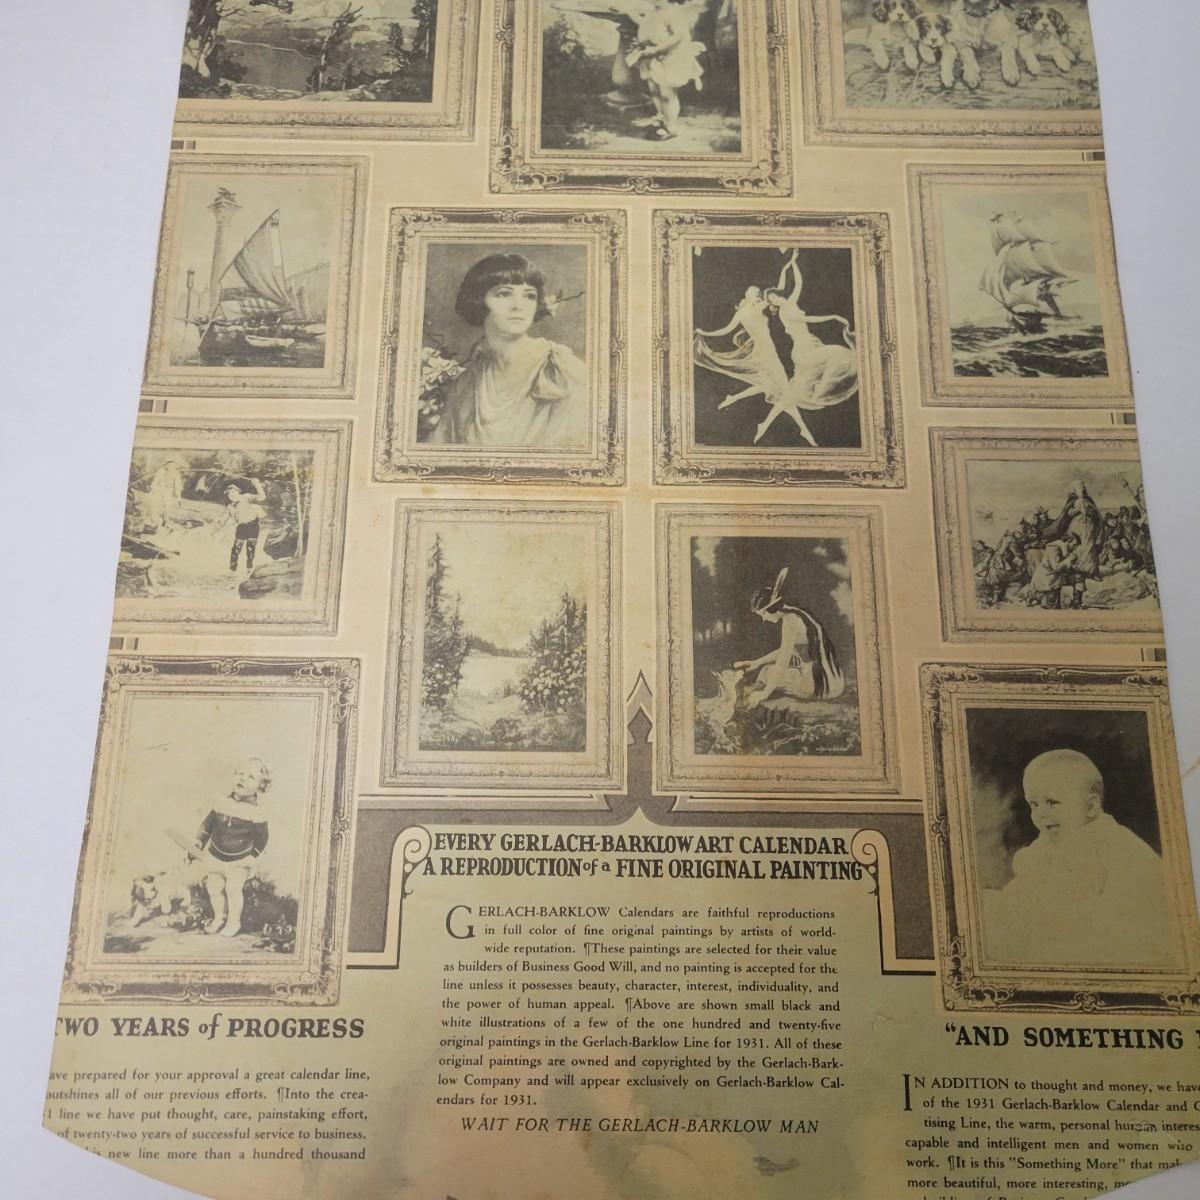 EVERY GERLACH-BARKLOW ART CALENDAR
A REPRODUCTION of a FINE ORIGINAL PAINTING
GERLACH-BARKLOW Calendars are faithful reproductions
in full color of fine original paintings by artists of world-
wide reputation. ¶These paintings are selected for their value
as builders of Business Good Will, and no painting is accepted for the
line unless it possesses beauty, character, interest, individuality, and
the power of human appeal. ¶Above are shown small black and
white illustrations of a few of the one hundred and twenty-five
original paintings in the Gerlach-Barklow Line for 1931. All of these
original paintings are owned and copyrighted by the Gerlach-Bark-
low Company and will appear exclusively on Gerlach-Barklow Cal-
endars for 1931.
WAIT FOR THE GERLACH-BARKLOW MAN
TWO YEARS of PROGRESS
ave prepared for your approval a great calendar line,
outshines all of our previous efforts. ¶Into the crea-
line we have put thought, care, painstaking effort,
of twenty-two years of successful service to business.
new line more than a hundred thousand
"AND SOMETHING
IN ADDITION to thought and money, we have
of the 1931 Gerlach-Barklow Calendar and
tising Line, the warm, personal human interes
capable and intelligent men and women who
work. ¶It is this "Something More" that
more beautiful, more interesting,